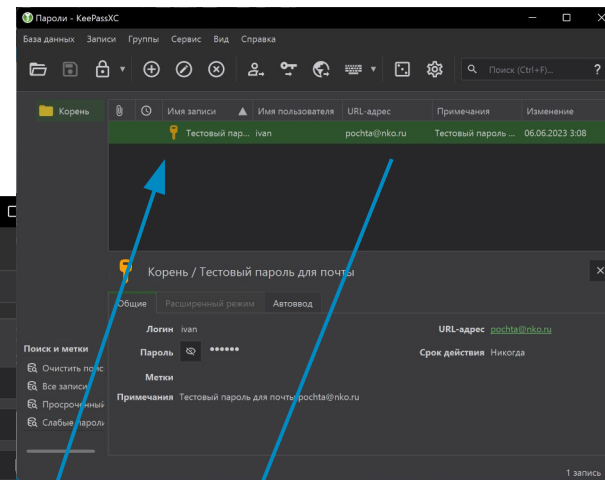 Пароли - KeePassXC
База данных Записи Группы Сервис Вид Справка
Поиск (Ctrl+F)... ?
Корень
Имя записи Имя пользователя URL-адрес Примечания Изменение
Тестовый пар... ivan pochta@nko.ru Тестовый пароль ... 06.06.2023 3:08
Корень / Тестовый пароль для почты
Общие Расширенный режим Автоввод
Логин ivan URL-адрес pochta@nko.ru
Пароль •••••• Срок действия Никогда
Метки
Примечания Тестовый пароль для почты pochta@nko.ru
Поиск и метки
Очистить поис
Все записи
Просроченный
Слабые пароль
1 запись